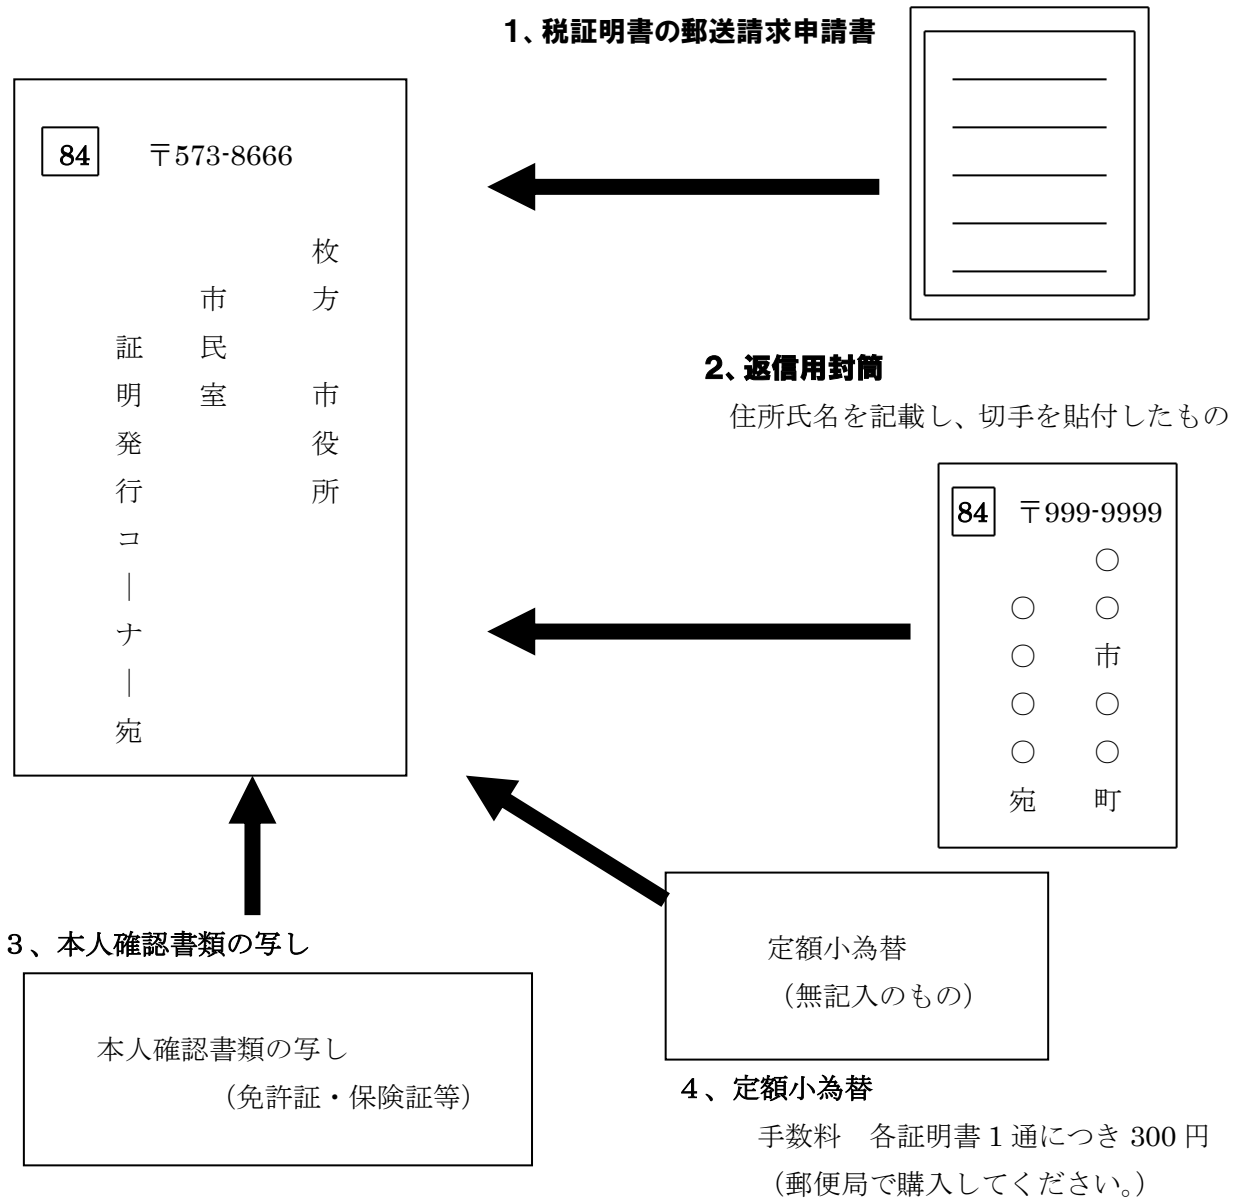 1、税証明書の郵送請求申請書
84
〒573-8666
枚方市役所
市民室
証明発行コーナー宛
2、返信用封筒
住所氏名を記載し、切手を貼付したもの
84
〒999-9999
○○市○○町
○○○○宛
3、本人確認書類の写し
本人確認書類の写し
（免許証・保険証等）
定額小為替
（無記入のもの）
4、定額小為替
手数料　各証明書1通につき 300 円
（郵便局で購入してください。）